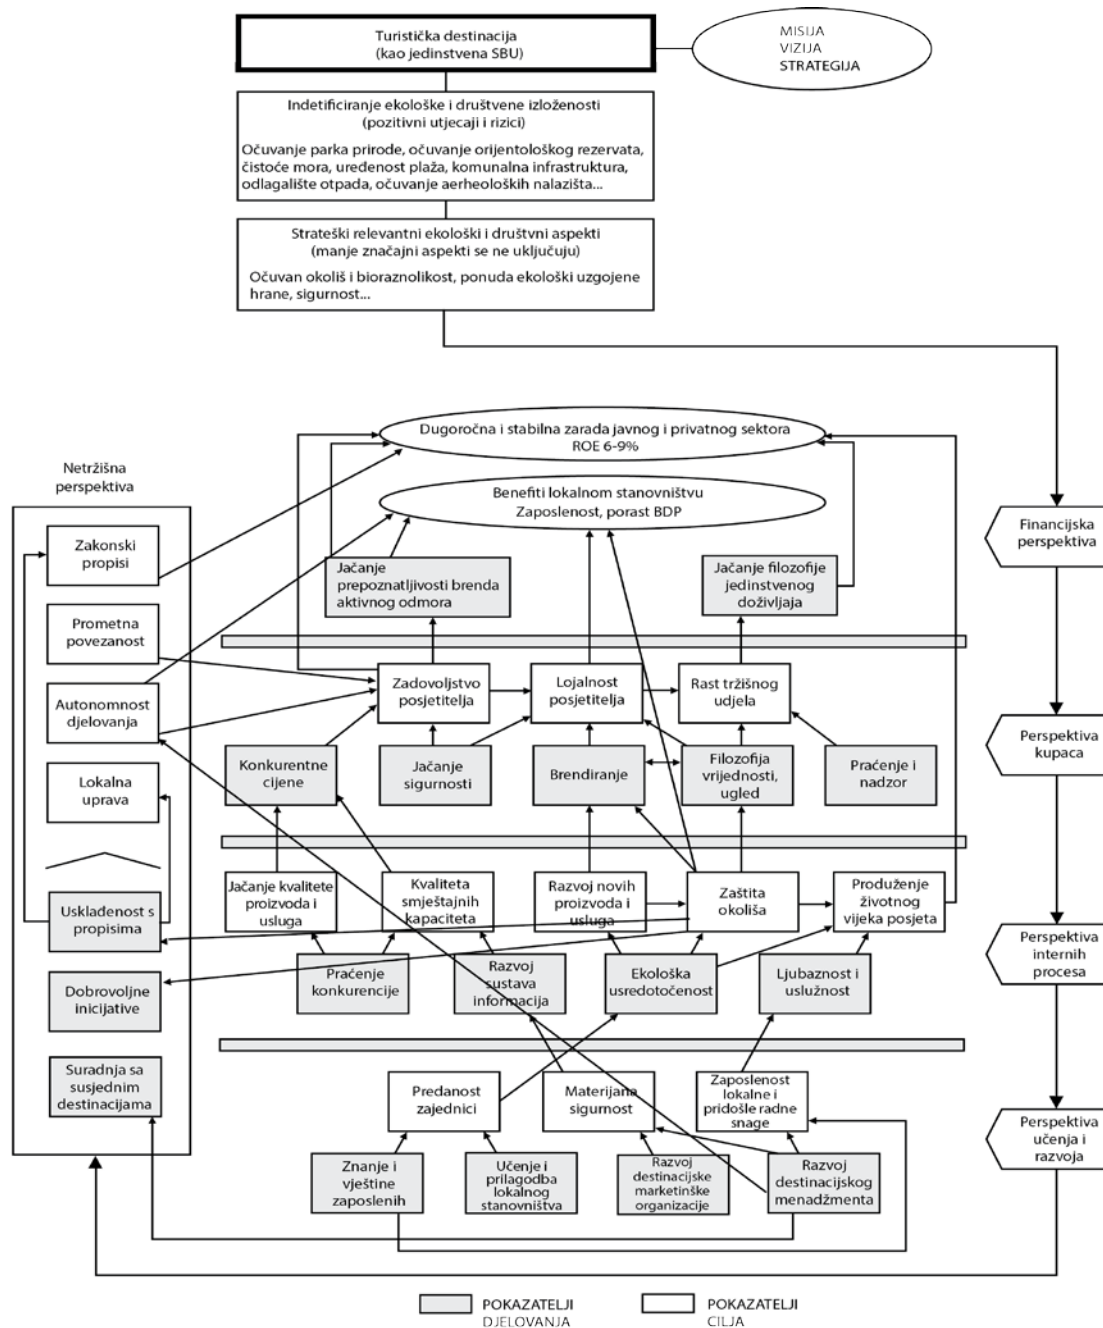 Turistička destinacija
(kao jedinstvena SBU)
MISIJA
VIZIJA
STRATEGIJA
Indetificiranje ekološke i društvene izloženosti
(pozitivni utjecaji i rizici)
Očuvanje parka prirode, očuvanje orijentološkog rezervata,
čistoće mora, uređenost plaža, komunalna infrastruktura,
odlagalište otpada, očuvanje aerheoloških nalazišta...
Strateški relevantni ekološki i društvni aspekti
(manje značajni aspekti se ne uključuju)
Očuvan okoliš i bioraznolikost, ponuda ekološki uzgojene
hrane, sigurnost...
Dugoročna i stabilna zarada javnog i privatnog sektora
ROE 6-9%
Benefiti lokalnom stanovništvu
Zaposlenost, porast BDP
Netržišna
perspektiva
Financijska
perspektiva
Zakonski
propisi
Jačanje
prepoznatljivosti brenda
aktivnog odmora
Jačanje filozofije
jedinstvenog
doživljaja
Prometna
povezanost
Autonomnost
djelovanja
Zadovoljstvo
posjetitelja
Lojalnost
posjetitelja
Rast tržišnog
udjela
Perspektiva
kupaca
Lokalna
uprava
Konkurentne
cijene
Jačanje
sigurnosti
Brendiranje
Filozofija
vrijednosti,
ugled
Praćenje i
nadzor
Usklađenost s
propisima
Jačanje kvalitete
proizvoda i
usluga
Kvaliteta
smještajnih
kapaciteta
Razvoj novih
proizvoda i
usluga
Zaštita
okoliša
Produženje
životnog
vijeka posjeta
Perspektiva
internih
procesa
Dobrovoljne
inicijative
Praćenje
konkurencije
Razvoj
sustava
informacija
Ekološka
usredotočenost
Ljubaznost i
uslužnost
Suradnja sa
susjednim
destinacijama
Predanost
zajednici
Materijana
sigurnost
Zaposlenost
lokalne i
pridošle radne
snage
Perspektiva
učenja i
razvoja
Znanje i
vještine
zaposlenih
Učenje i
prilagodba
lokalnog
stanovništva
Razvoj
destinacijske
marketinške
organizacije
Razvoj
destinacijskog
menadžmenta
POKAZATELJI
DJELOVANJA
POKAZATELJI
CILJA